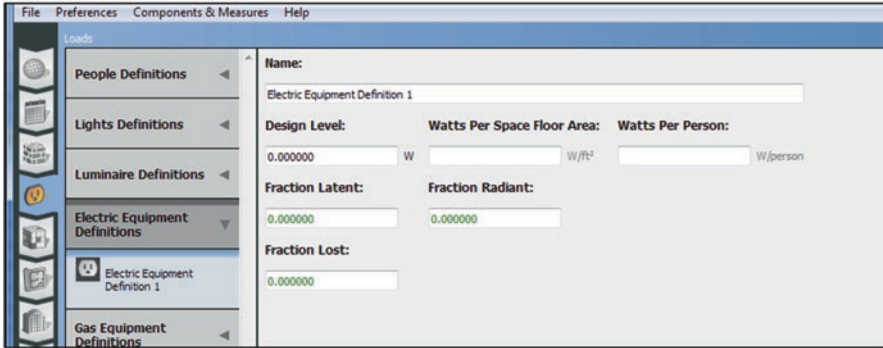 File Preferences Components & Measures Help
Loads
People Definitions
Lights Definitions
Luminaire Definitions
Electric Equipment
Definitions
Electric Equipment
Definition 1
Gas Equipment
Definitions
Name:
Electric Equipment Definition 1
Design Level: Watts Per Space Floor Area: Watts Per Person:
0.000000 W W/ft² W/person
Fraction Latent: Fraction Radiant:
0.000000 0.000000
Fraction Lost:
0.000000